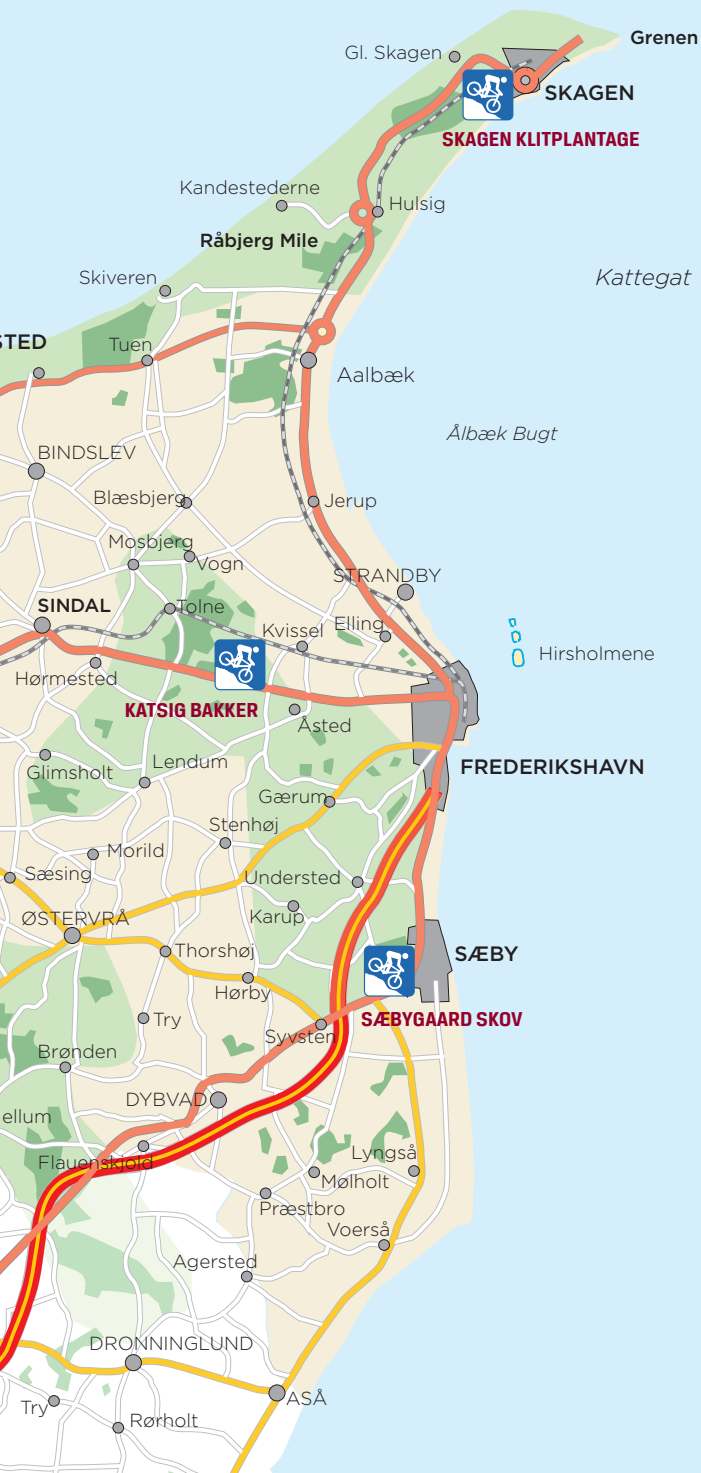 Grenen
Gl. Skagen
SKAGEN
SKAGEN KLITPLANTAGE
Kandestederne
Hulsig
Råbjerg Mile
Kattegat
Skiveren
STED
Tuen
Aalbæk
Ålbæk Bugt
BINDSLEV
Blæsbjerg
Jerup
Mosbjerg
Vogn
STRANDBY
SINDAL
Tolne
Kvissel
Elling
Hirsholmene
Hørmested
KATSIG BAKKER
Åsted
Glimsholt
Lendum
FREDERIKSHAVN
Gærum
Stenhøj
Morild
Sæsing
Understed
Karup
ØSTERVRÅ
Thorshøj
SÆBY
Hørby
Try
SÆBYGAARD SKOV
Syvsten
Brønden
DYBVAD
ellum
Flauenskjold
Lyngså
Mølholt
Præstbro
Voerså
Agersted
DRONNINGLUND
Try
ASÅ
Rørholt